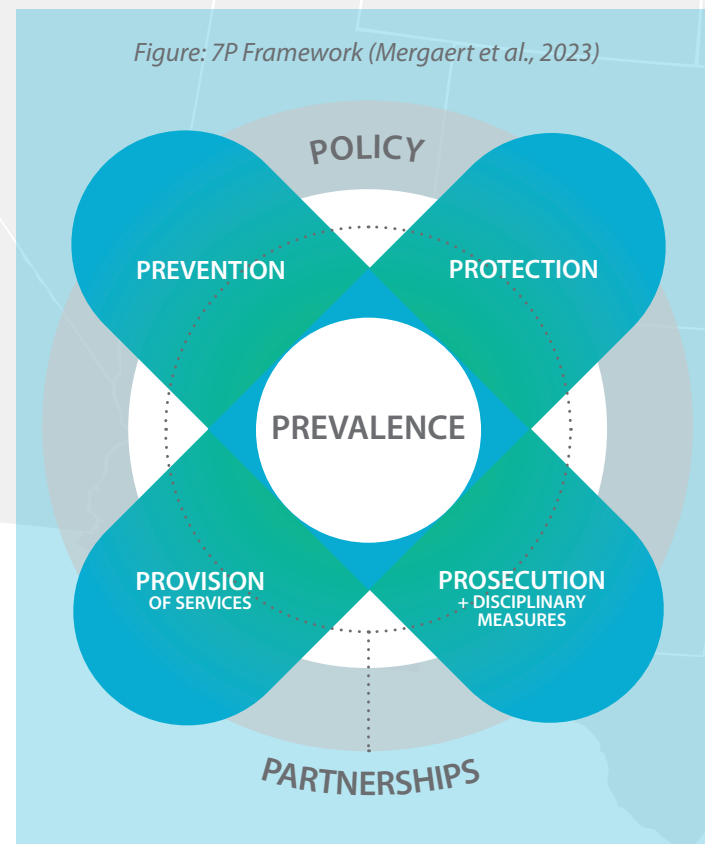 Figure: 7P Framework (Mergaert et al., 2023)
POLICY
PREVENTION
PROTECTION
PREVALENCE
PROVISION
OF SERVICES
PROSECUTION
+ DISCIPLINARY
MEASURES
PARTNERSHIPS